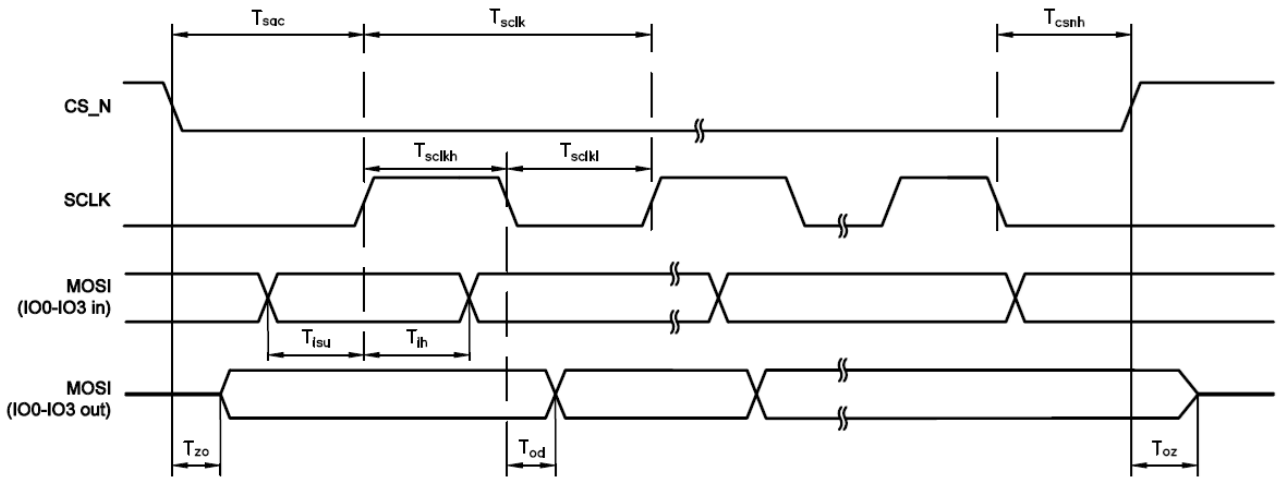 Tsac
Tsclk
Tcsnh
CS_N
Tsclkh
Tsclkl
SCLK
MOSI
(IO0-IO3 in)
Tisu
Tih
MOSI
(IO0-IO3 out)
Tzo
Tod
Toz